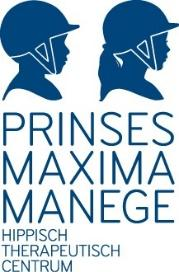 PRINSES
MAXIMA
MANEGE
HIPPISCH
THERAPEUTISCH
CENTRUM